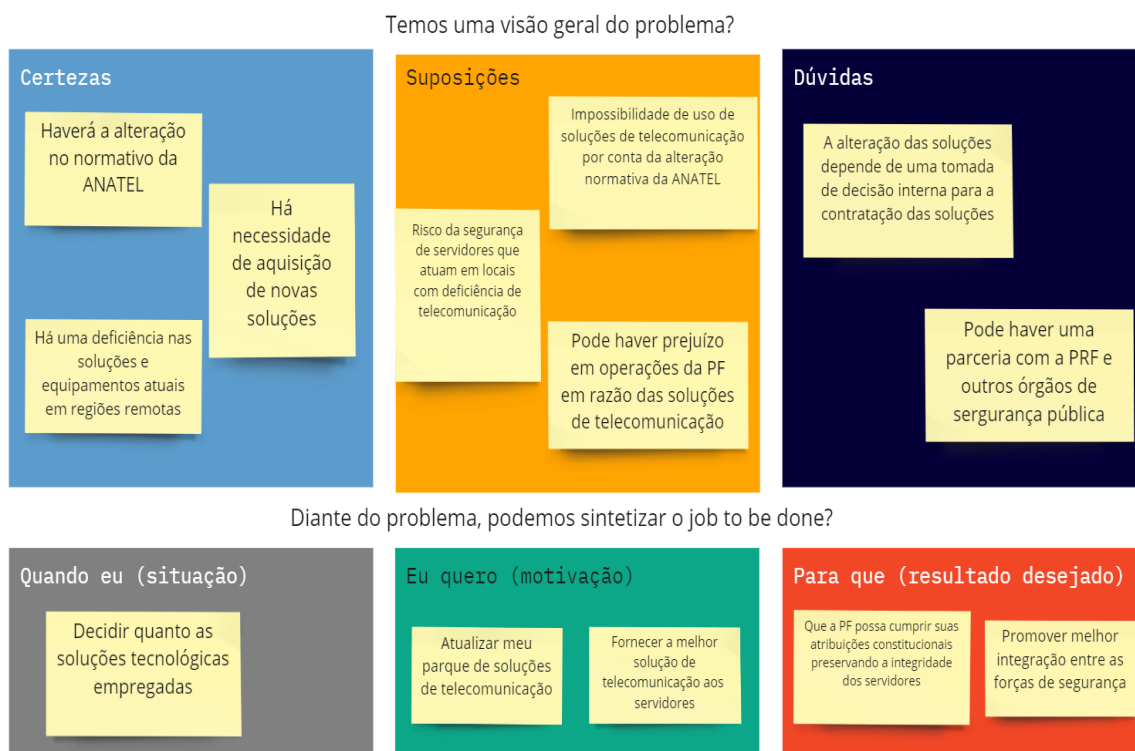 Temos uma visão geral do problema?
Certezas
Haverá a alteração
no normativo da
ANATEL
Há
necessidade
de aquisição
de novas
soluções
Há uma deficiência nas
soluções e
equipamentos atuais
em regiões remotas
Suposições
Impossibilidade de uso de
soluções de telecomunicação
por conta da alteração
normativa da ANATEL
Risco da segurança
de servidores que
atuam em locais
com deficiência de
telecomunicação
Pode haver prejuízo
em operações da PF
em razão das soluções
de telecomunicação
Dúvidas
A alteração das soluções
depende de uma tomada
de decisão interna para a
contratação das soluções
Pode haver uma
parceria com a PRF e
outros órgãos de
sergurança pública
Diante do problema, podemos sintetizar o job to be done?
Quando eu (situação)
Decidir quanto as
soluções tecnológicas
empregadas
Eu quero (motivação)
Atualizar meu
parque de soluções
de telecomunicação
Fornecer a melhor
solução de
telecomunicação aos
servidores
Para que (resultado desejado)
Que a PF possa cumprir suas
atribuições constitucionais
preservando a integridade
dos servidores
Promover melhor
integração entre as
forças de segurança